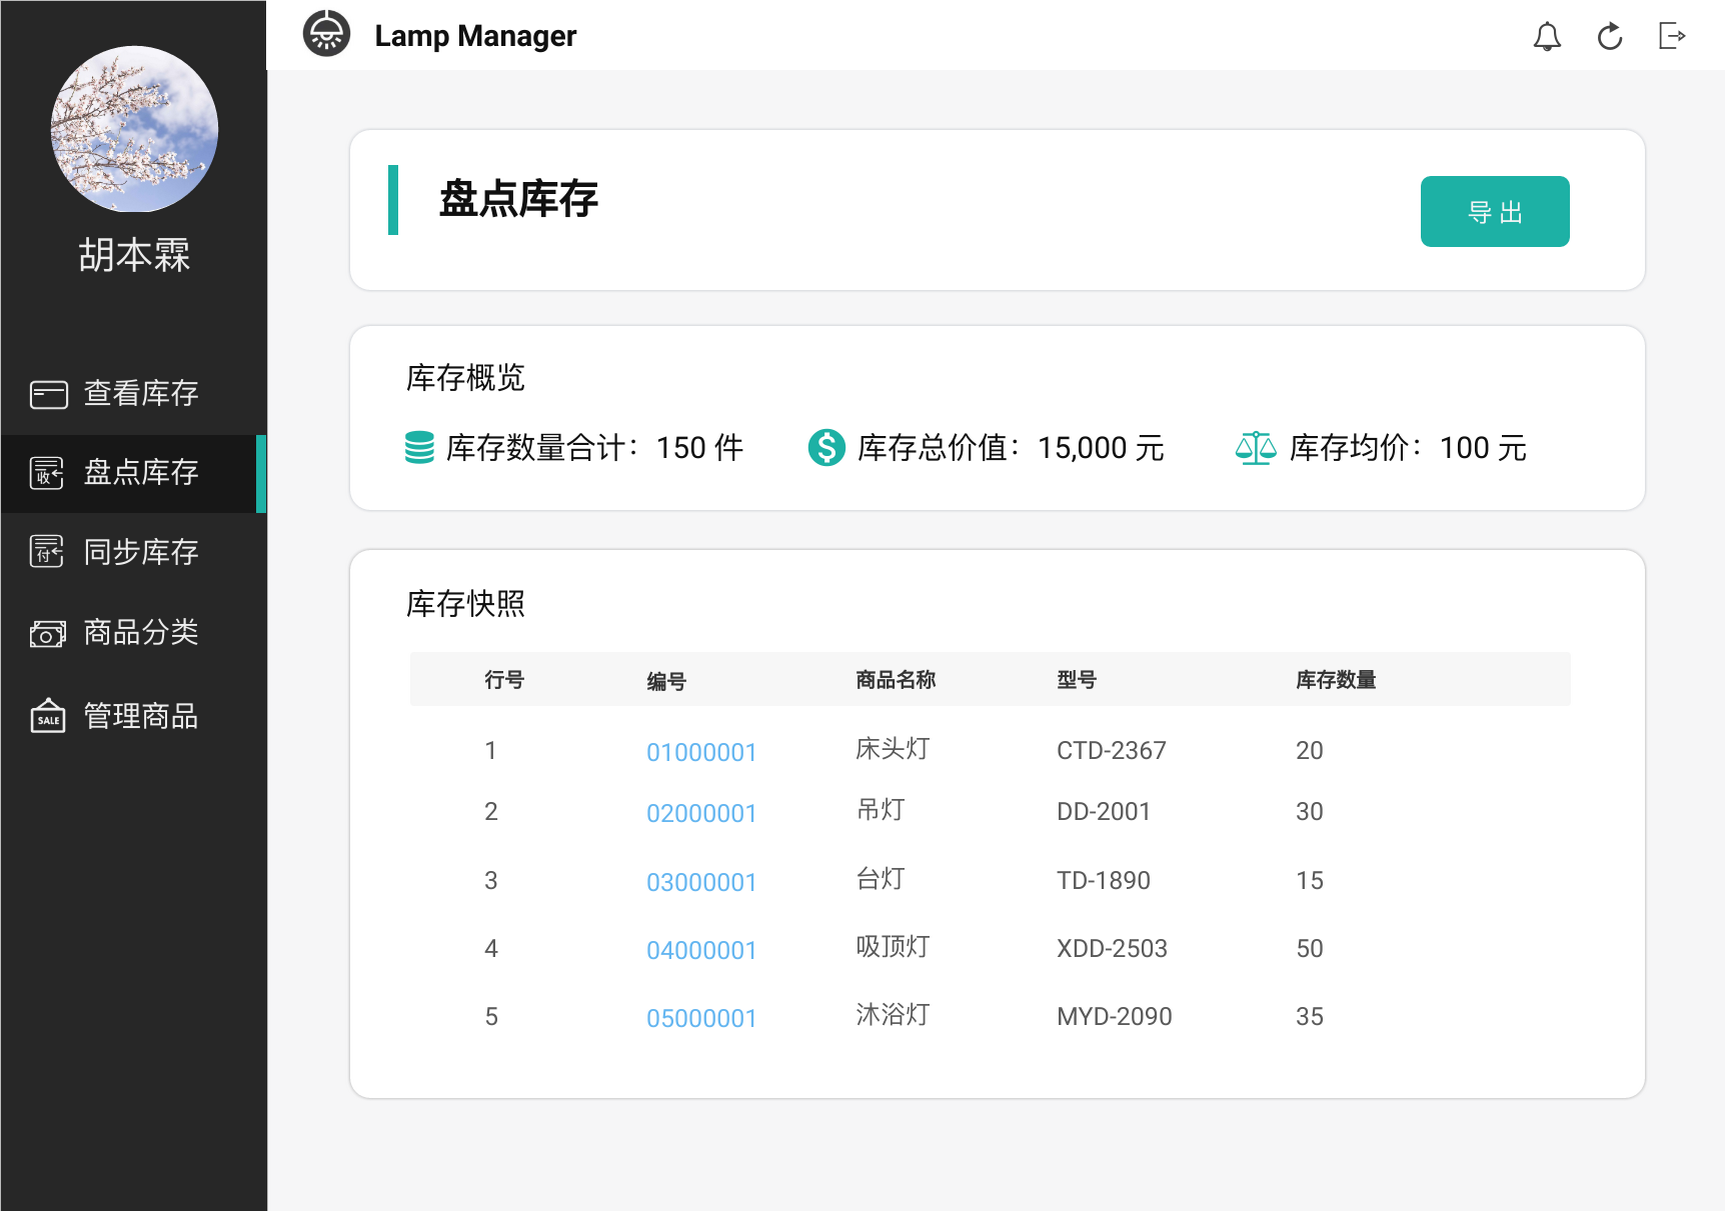 Lamp Manager
胡本霖
查看库存
收
盘点库存
付
同步库存
商品分类
SALE
管理商品
盘点库存
导出
库存概览
库存数量合计：150 件
$
库存总价值：15,000 元
库存均价：100 元
库存快照
行号 编号 商品名称 型号 库存数量
1 01000001 床头灯 CTD-2367 20
2 02000001 吊灯 DD-2001 30
3 03000001 台灯 TD-1890 15
4 04000001 吸顶灯 XDD-2503 50
5 05000001 沐浴灯 MYD-2090 35